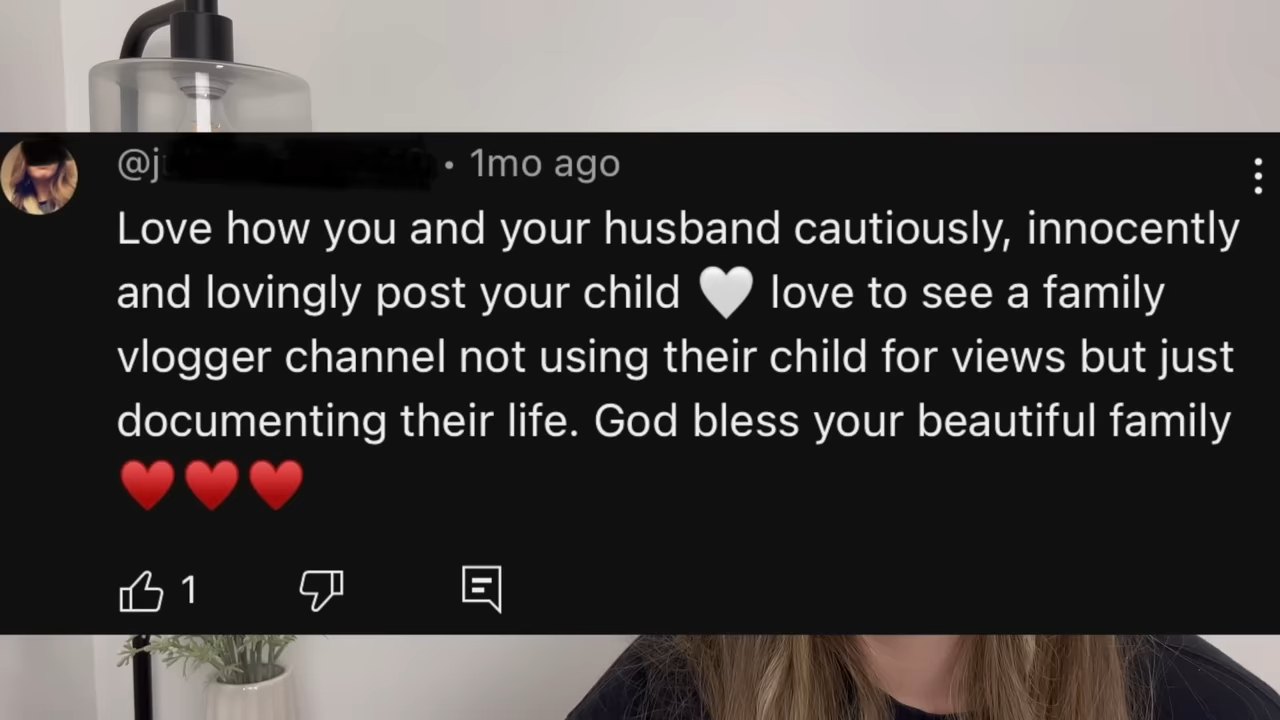 @j • 1mo ago
Love how you and your husband cautiously, innocently
and lovingly post your child 🤍 love to see a family
vlogger channel not using their child for views but just
documenting their life. God bless your beautiful family
♥️♥️♥️
1